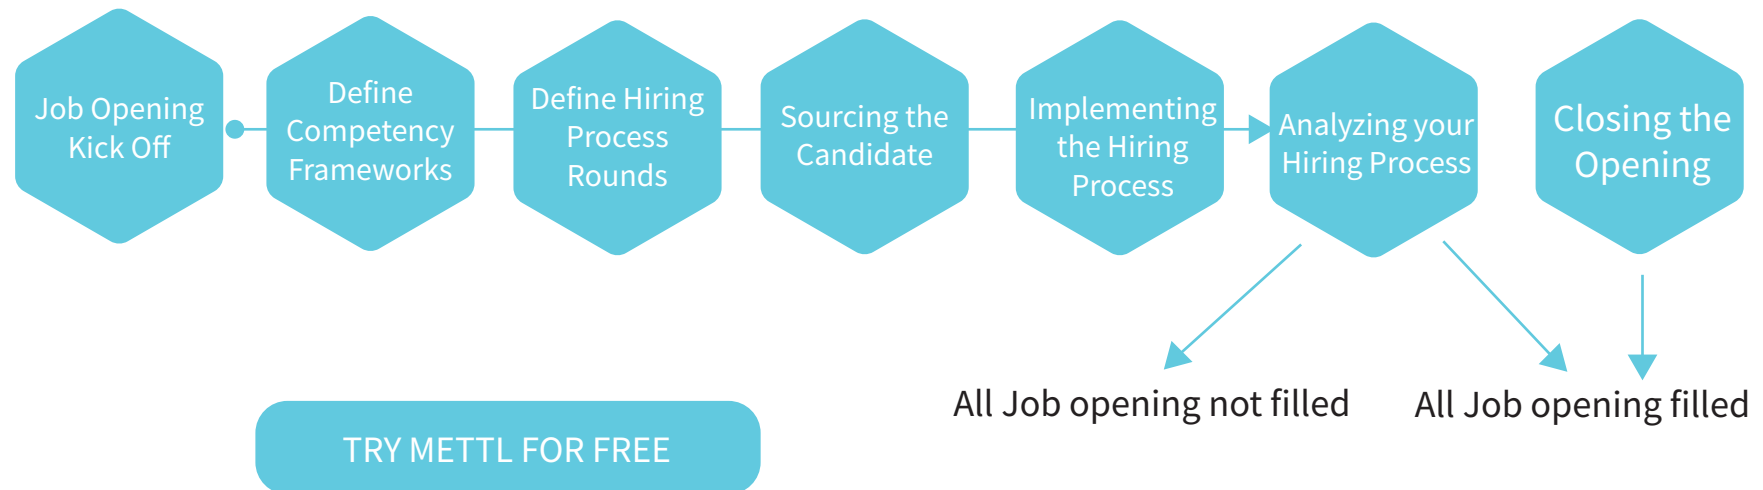 Job Opening
Kick Off
Define
Competency
Frameworks
Define Hiring
Process
Rounds
Sourcing the
Candidate
Implementing
the Hiring
Process
Analyzing your
Hiring Process
Closing the
Opening
All Job opening not filled
All Job opening filled
TRY METTL FOR FREE